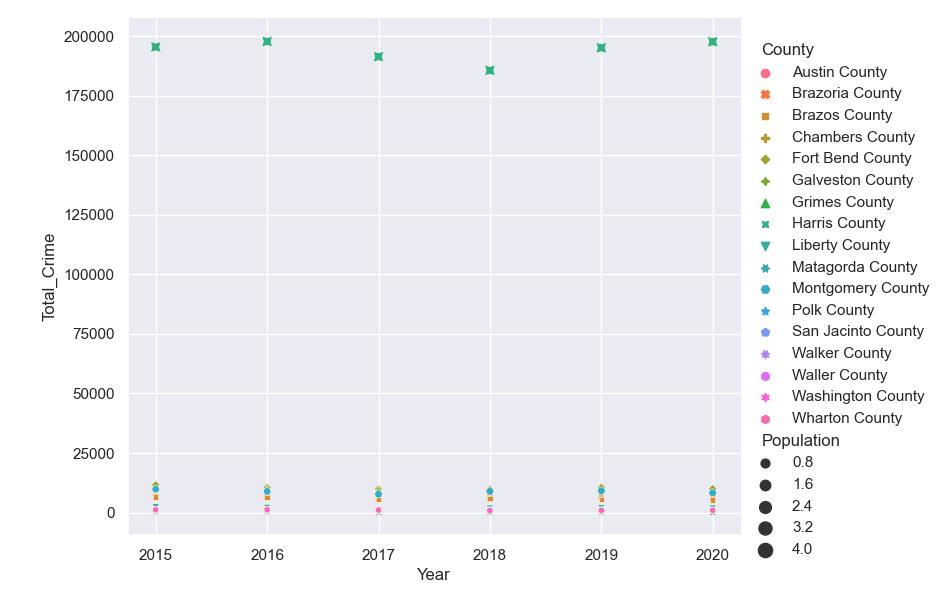 200000
175000
150000
125000
100000
75000
50000
25000
0
Total_Crime
2015 2016 2017 2018 2019 2020
Year
County
Austin County
Brazoria County
Brazos County
Chambers County
Fort Bend County
Galveston County
Grimes County
Harris County
Liberty County
Matagorda County
Montgomery County
Polk County
San Jacinto County
Walker County
Waller County
Washington County
Wharton County
Population
0.8
1.6
2.4
3.2
4.0